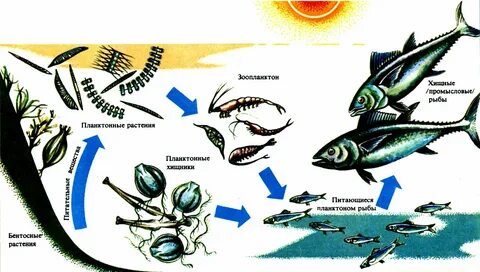 Зоопланктон
Хищные
/промысловые/
рыбы
Планктонные растения
Планктонные
хищники
Питательные вещества
Питающиеся
планктоном рыбы
Бентосные
растения